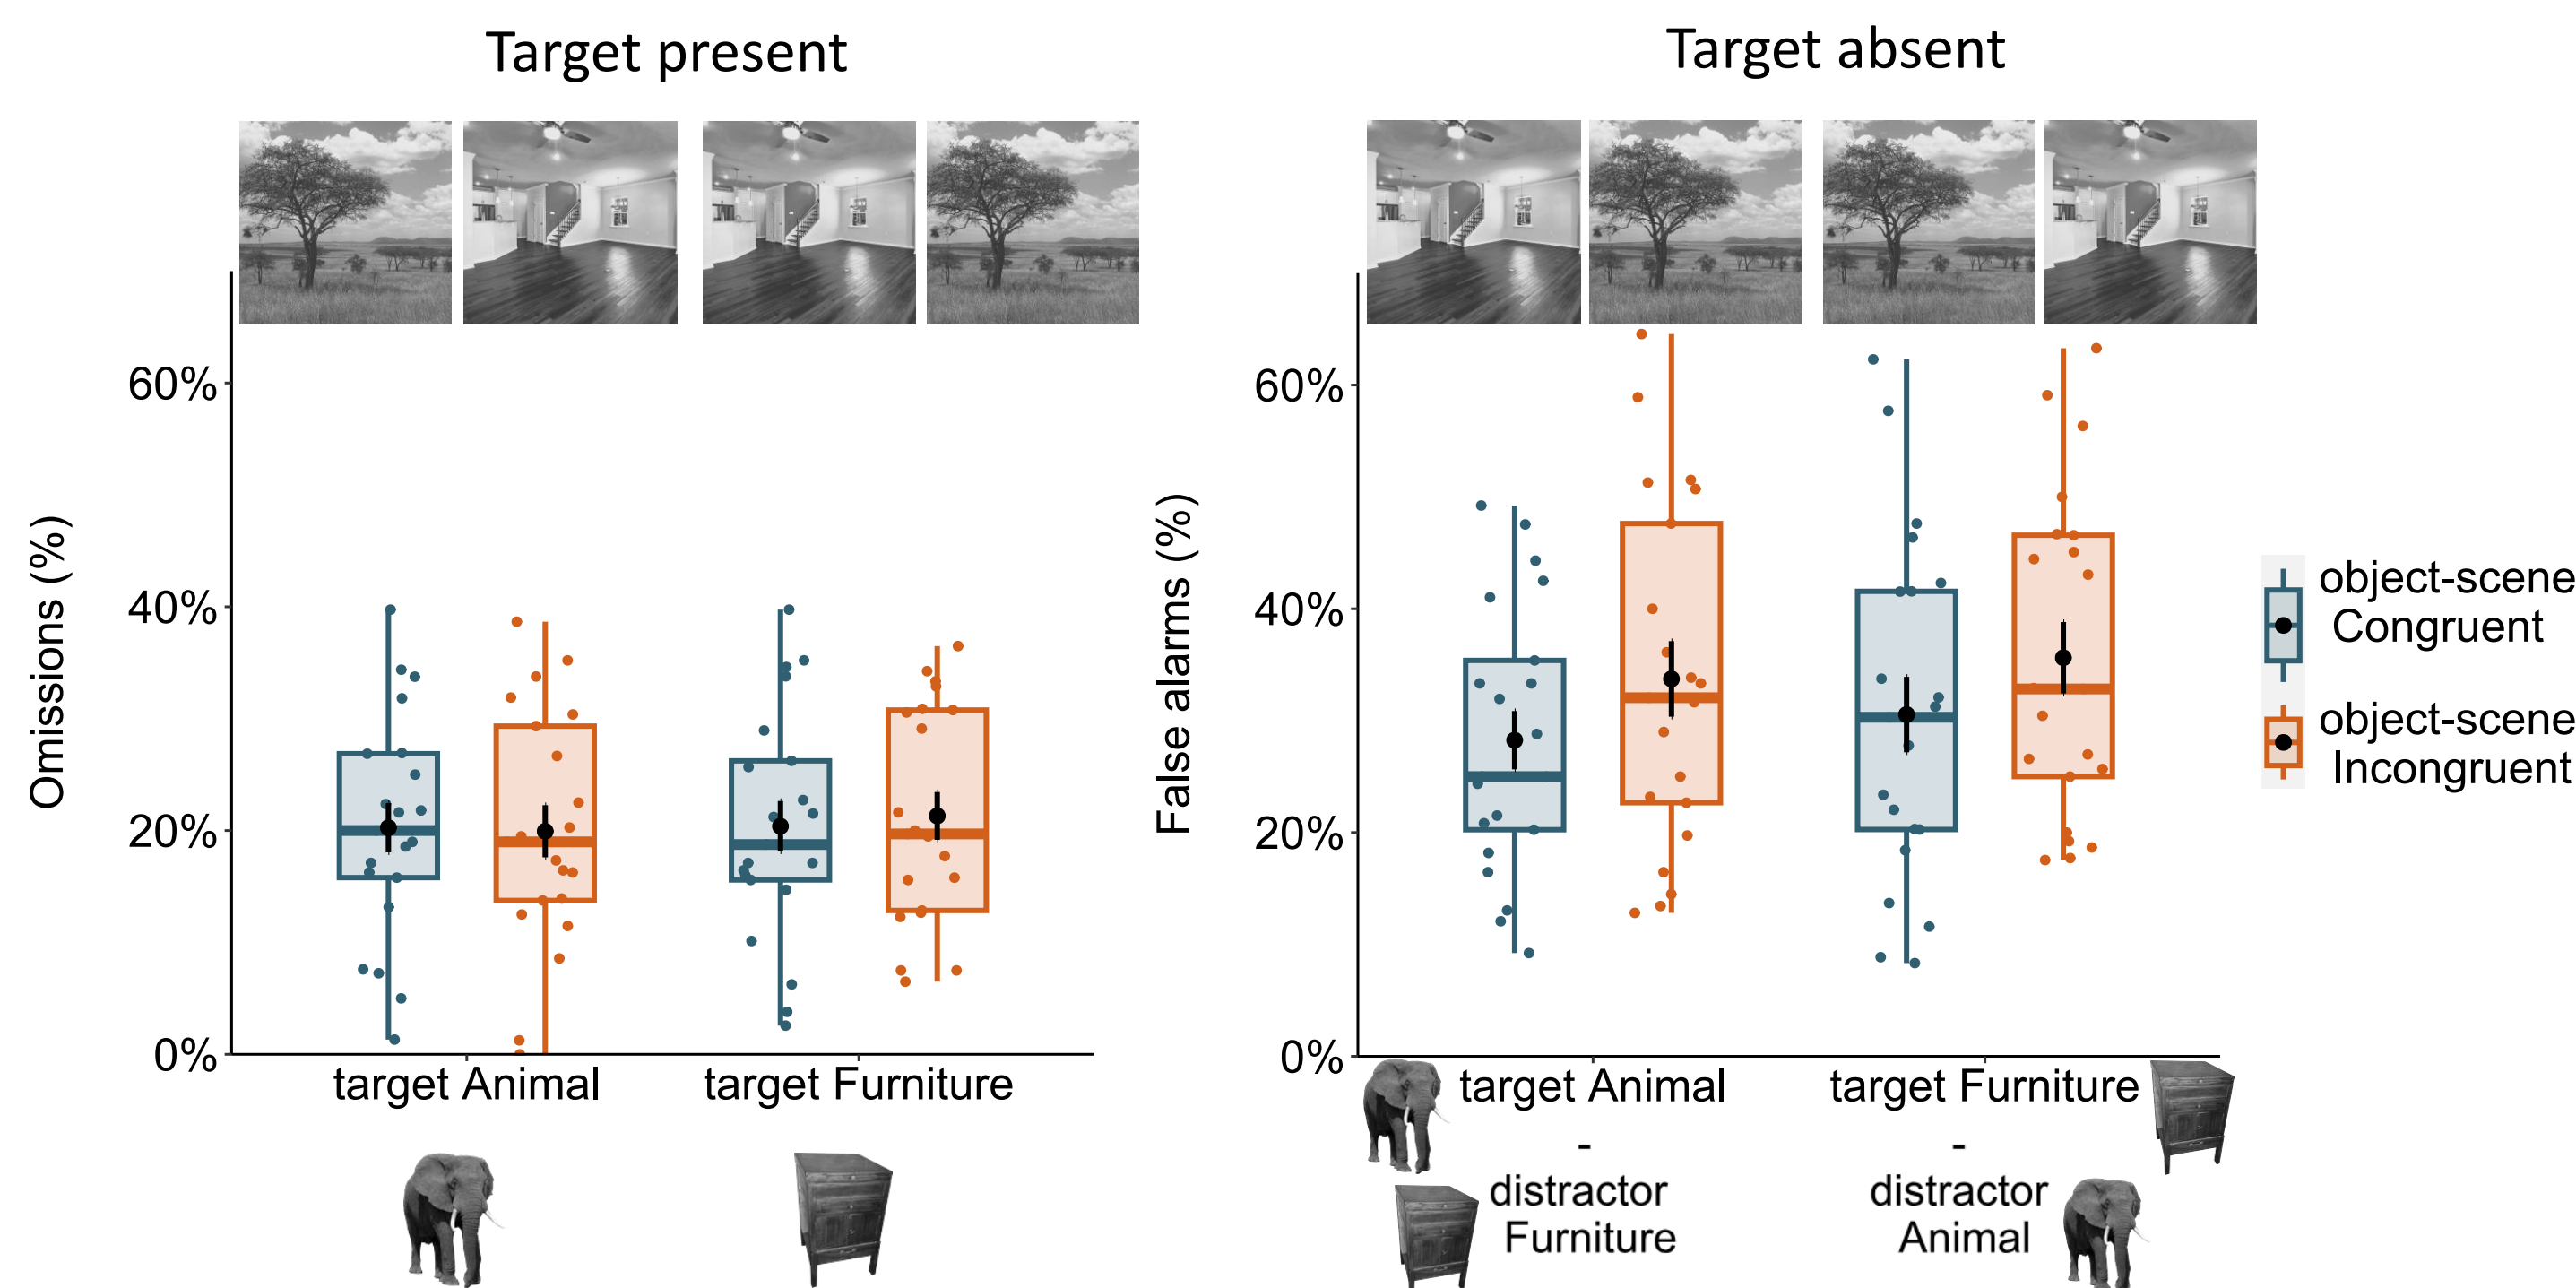 Target present
Target absent
Omissions (%)
60%
40%
20%
0%
target Animal
target Furniture
False alarms (%)
60%
40%
20%
0%
target Animal
-
distractor
Furniture
target Furniture
-
distractor
Animal
object-scene
Congruent
object-scene
Incongruent